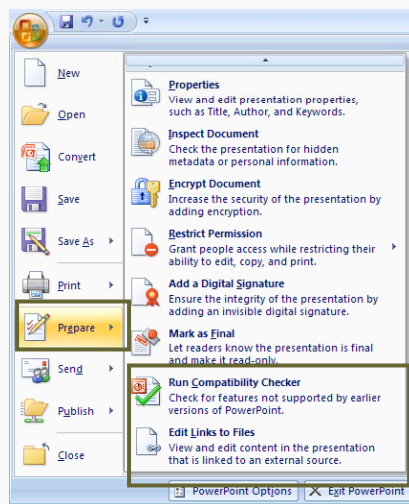 New
Open
Convert
Save
Save As
Print
Prepare
Send
Publish
Close
Properties
View and edit presentation properties,
such as Title, Author, and Keywords.
Inspect Document
Check the presentation for hidden
metadata or personal information.
Encrypt Document
Increase the security of the presentation by
adding encryption.
Restrict Permission
Grant people access while restricting their
ability to edit, copy, and print.
Add a Digital Signature
Ensure the integrity of the presentation by
adding an invisible digital signature.
Mark as Final
Let readers know the presentation is final
and make it read-only.
Run Compatibility Checker
Check for features not supported by earlier
versions of PowerPoint.
Edit Links to Files
View and edit content in the presentation
that is linked to an external source.
PowerPoint Options
Exit PowerPoint